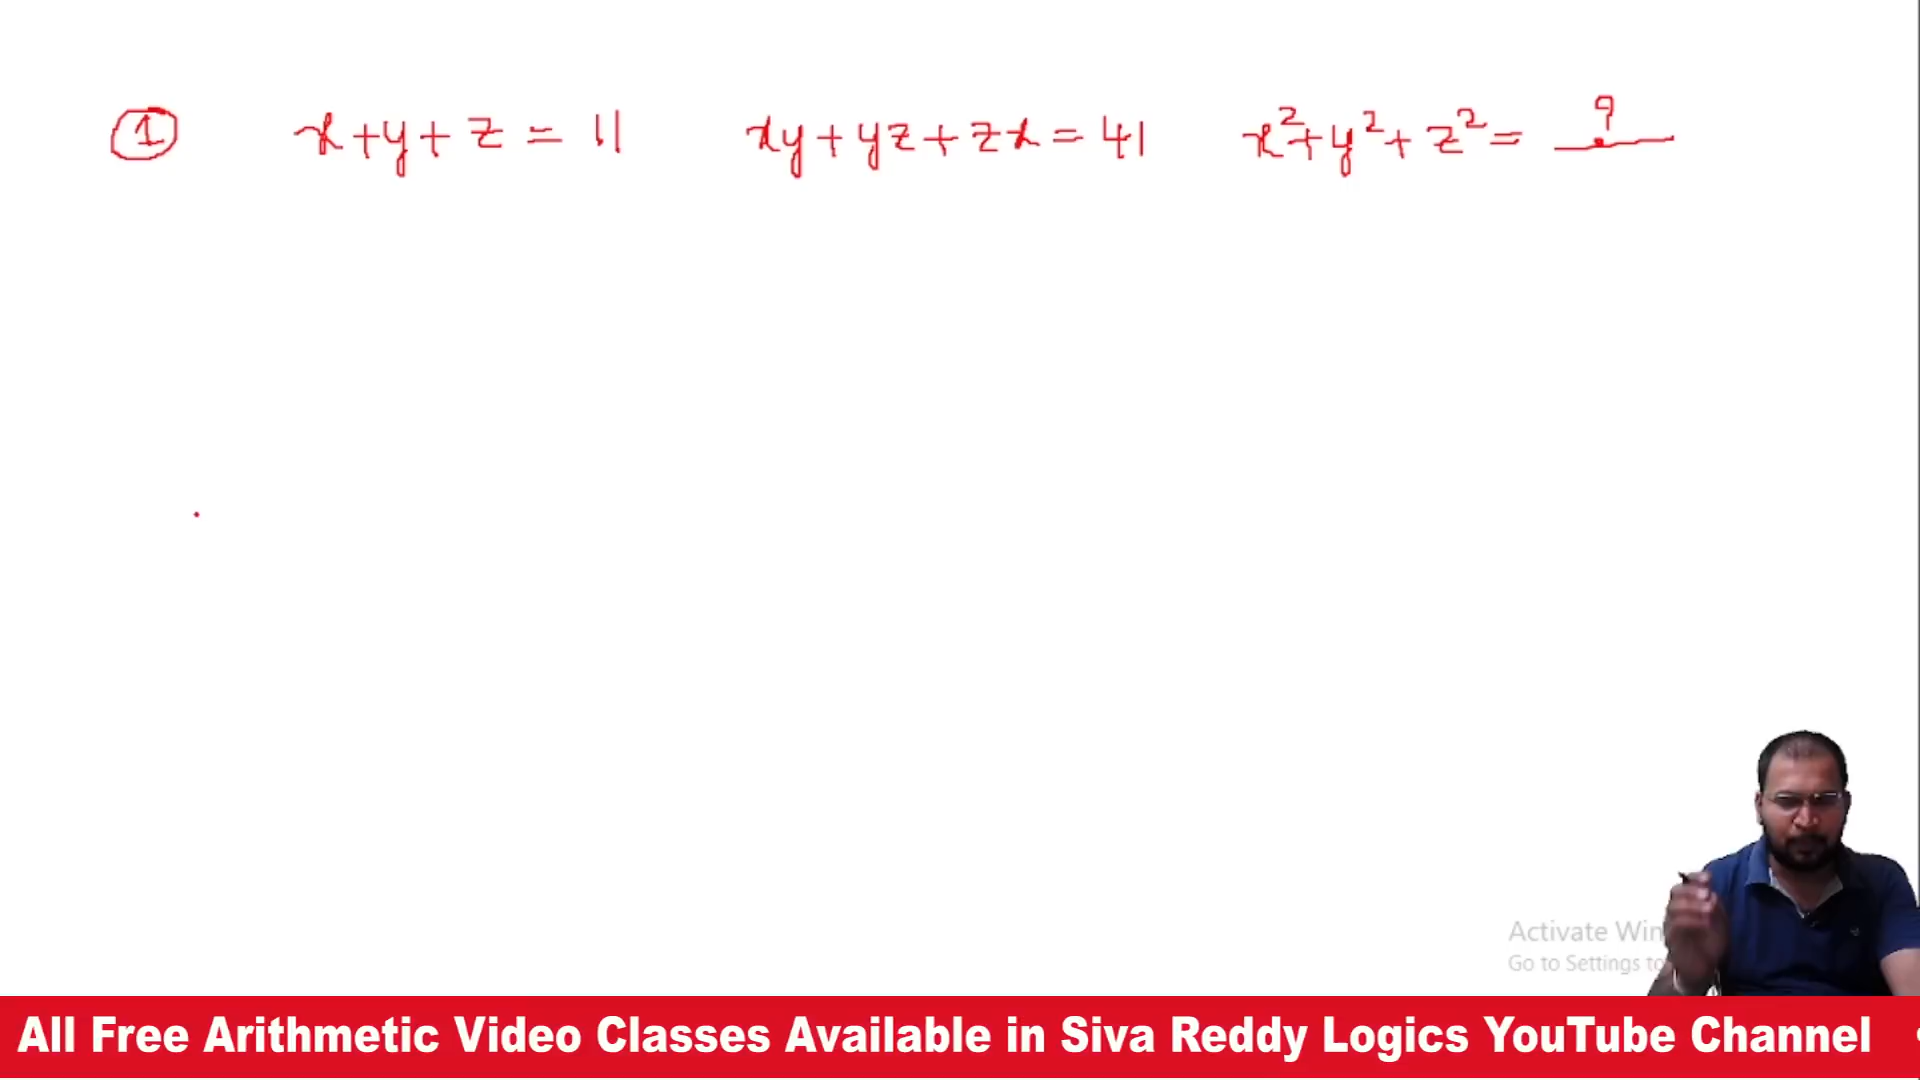 ① x+y+z = 11 xy+yz+zx = 41 x²+y²+z² = ?
Activate Win
Go to Settings to
All Free Arithmetic Video Classes Available in Siva Reddy Logics YouTube Channel